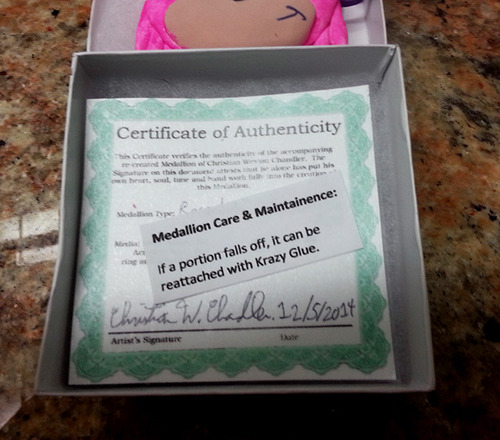 Certificate of Authenticity
This Certificate verifies the authenticity of the accompanying
re-created Medallion of Christian Weston Chandler. The
Signature on this document attests that he alone has put his
own heart, soul, time and hand work fully into the creation of
this Medallion.
Medallion Type:
Media:
Medallion Care & Maintainence:
If a portion falls off, it can be
reattached with Krazy Glue.
Christian W. Chandler. 12/5/2014
Artist's Signature Date